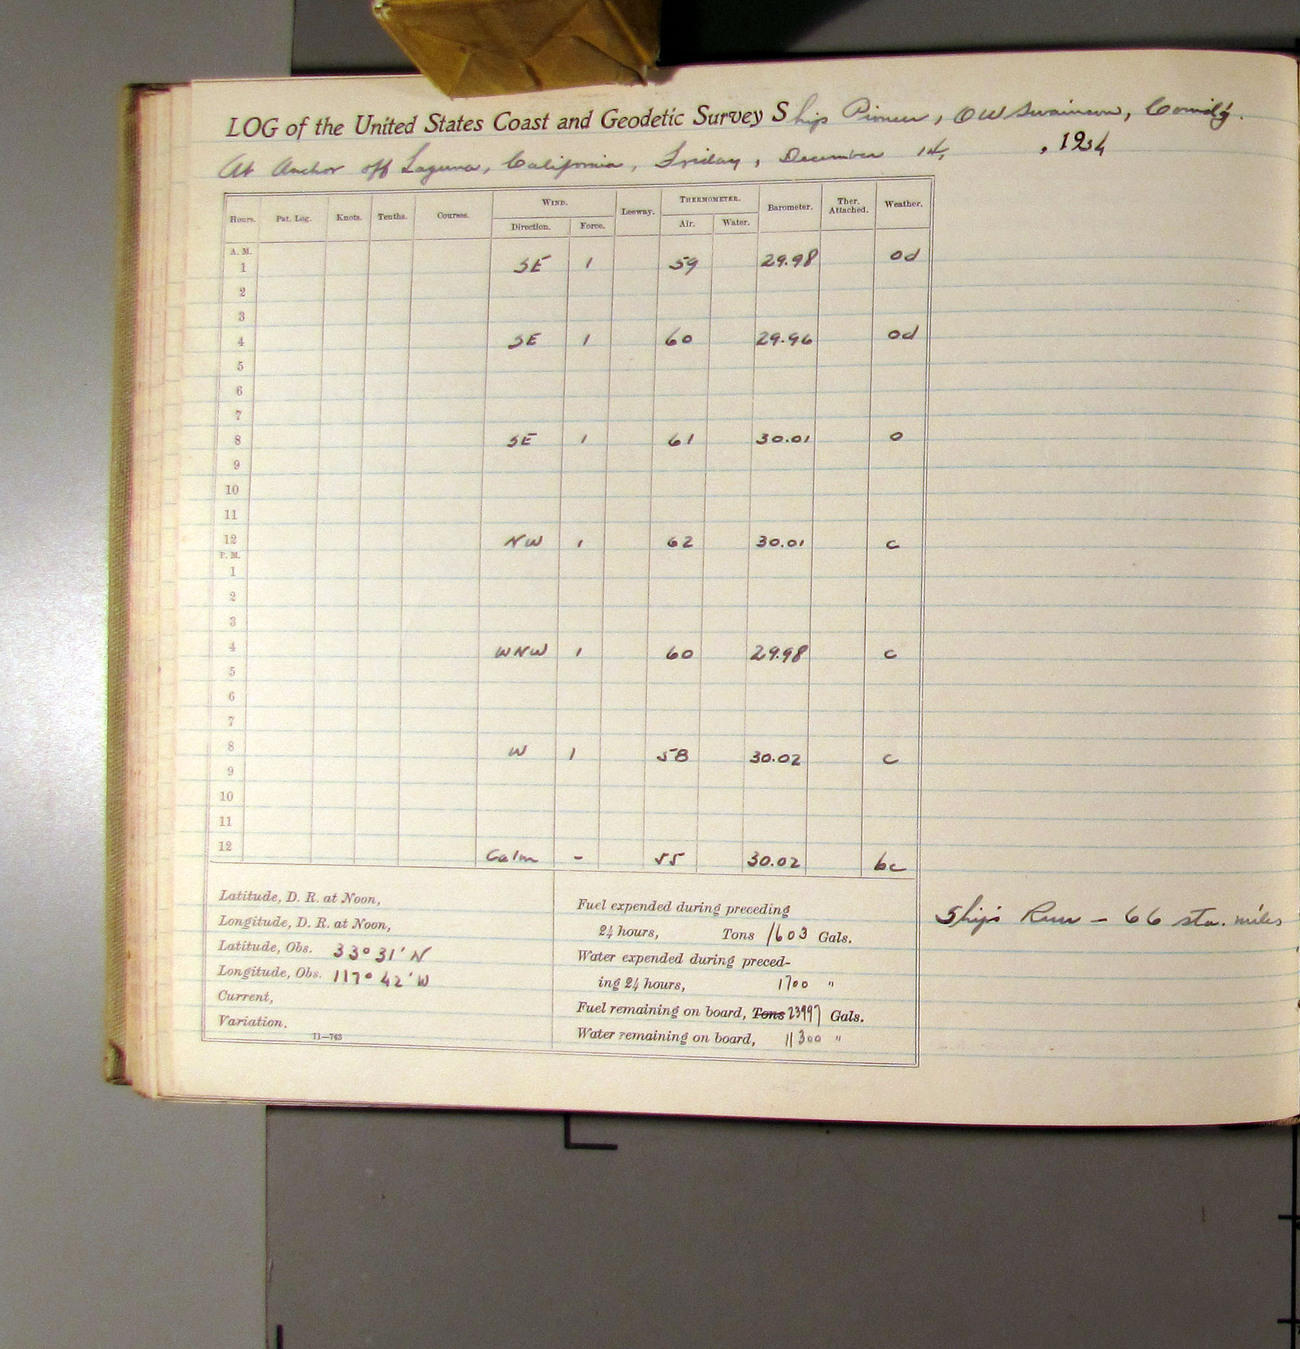 LOG of the United States Coast and Geodetic Survey Ship Pioneer, OW Swainson, Comd'g.
At Anchor off Laguna, California, Friday, December 14, , 1934
Hours. Pat. Log. Knots. Tenths. Courses. WIND. Direction. Force. Leeway. THERMOMETER. Air. Water. Barometer. Ther. Attached. Weather.
A. M.
1 SE 1 59 29.98 od
2
3
4 SE 1 60 29.96 od
5
6
7
8 SE 1 61 30.01 o
9
10
11
12 NW 1 62 30.01 c
P. M.
1
2
3
4 WNW 1 60 29.98 c
5
6
7
8 W 1 58 30.02 c
9
10
11
12 Calm - 55 30.02 bc
Latitude, D. R. at Noon,
Longitude, D. R. at Noon,
Latitude, Obs. 33° 31' N
Longitude, Obs. 117° 42' W
Current,
Variation.
11—763
Fuel expended during preceding
24 hours, Tons 1603 Gals.
Water expended during preced-
ing 24 hours, 1700 "
Fuel remaining on board, Tons 23997 Gals.
Water remaining on board, 11300 "
Ship's Run - 66 sta. miles